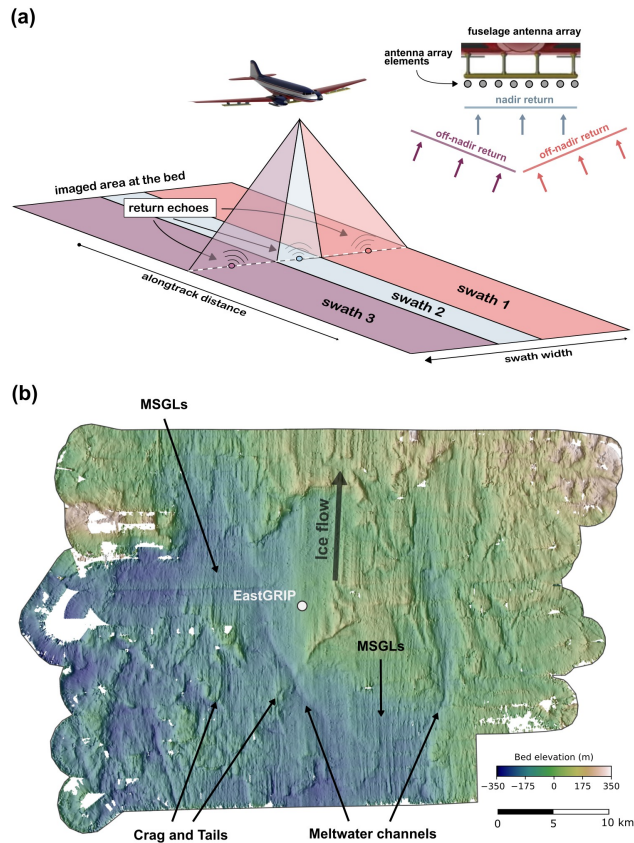 (a)
fuselage antenna array
antenna array
elements
nadir return
off-nadir return
off-nadir return
imaged area at the bed
return echoes
alongtrack distance
swath 1
swath 2
swath 3
swath width
(b)
MSGLs
Ice flow
EastGRIP
MSGLs
Bed elevation (m)
−350 −175 0 175 350
0 5 10 km
Crag and Tails
Meltwater channels